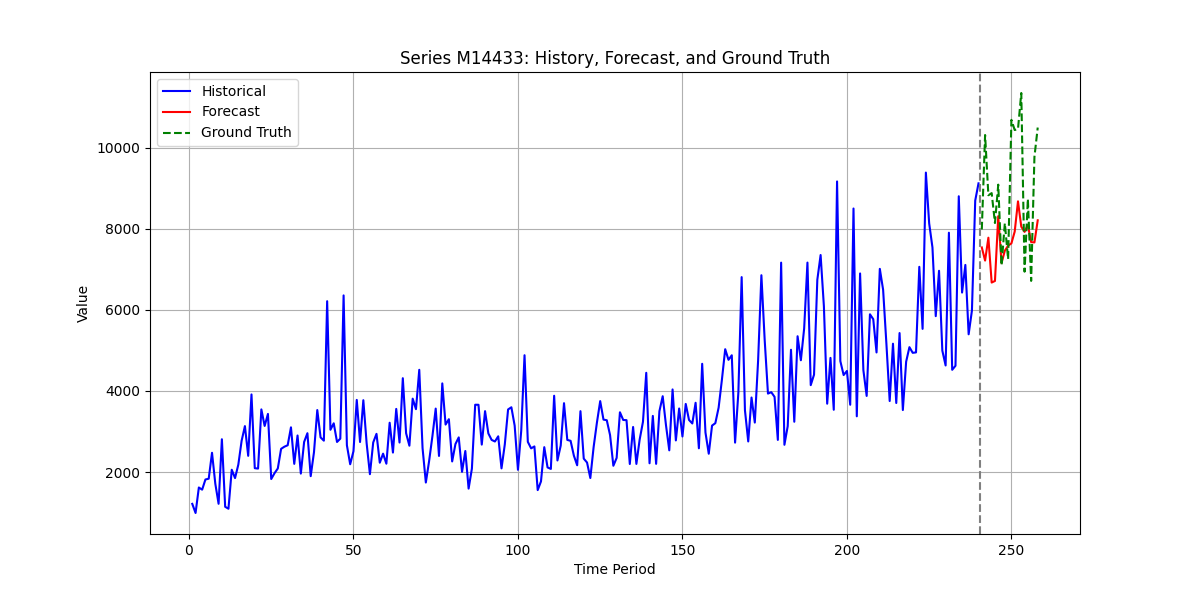 Series M14433: History, Forecast, and Ground Truth
Historical
Forecast
Ground Truth
10000
8000
6000
4000
2000
Value
0 50 100 150 200 250
Time Period